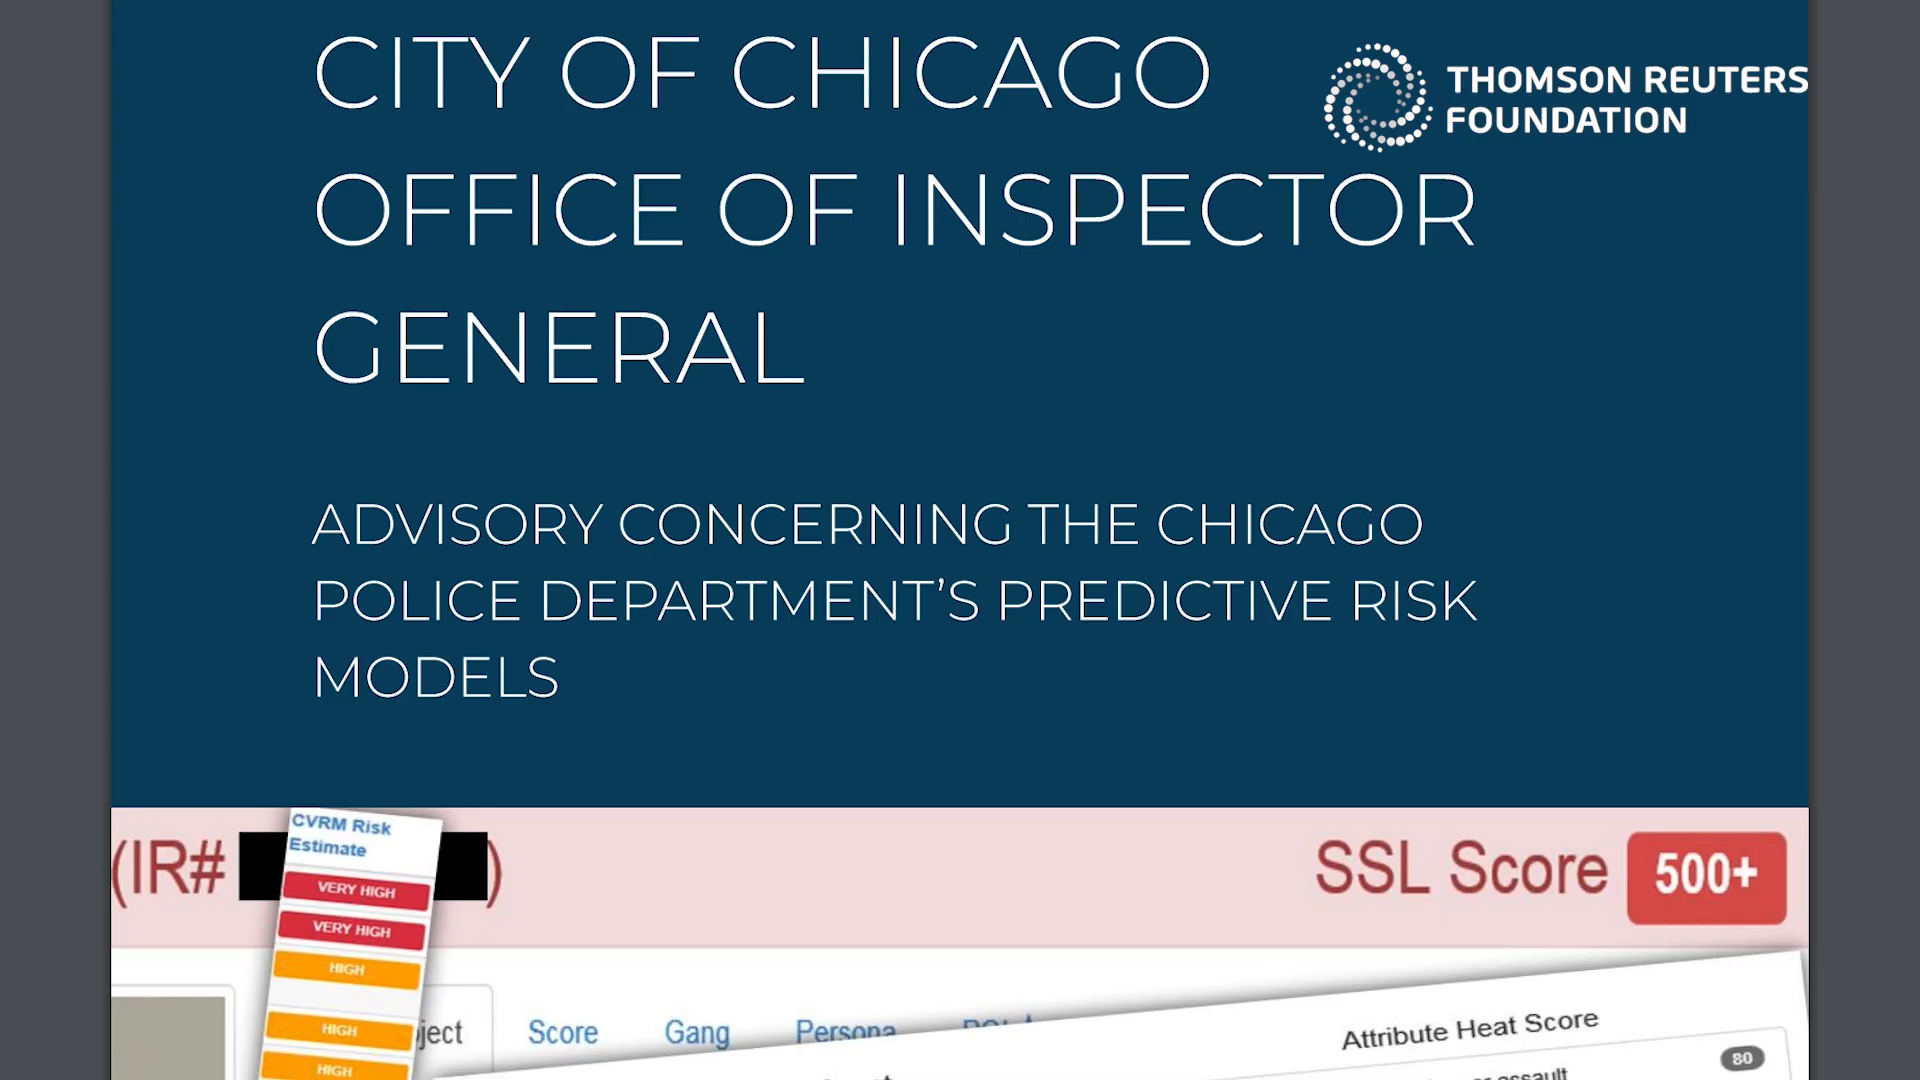 CITY OF CHICAGO
OFFICE OF INSPECTOR
GENERAL
THOMSON REUTERS
FOUNDATION
ADVISORY CONCERNING THE CHICAGO
POLICE DEPARTMENT’S PREDICTIVE RISK
MODELS
(IR# )
CVRM Risk
Estimate
VERY HIGH
VERY HIGH
HIGH
HIGH
HIGH
SSL Score 500+
Score Gang Persona
Attribute Heat Score
80
assault